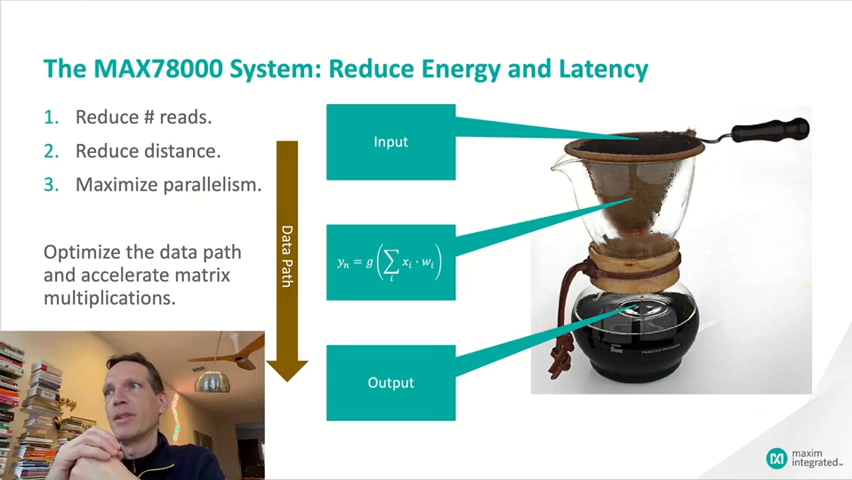 The MAX78000 System: Reduce Energy and Latency
1. Reduce # reads.
2. Reduce distance.
3. Maximize parallelism.
Optimize the data path
and accelerate matrix
multiplications.
Data Path
Input
yₙ = g(∑ᵢ xᵢ · wᵢ)
Output
maxim
integrated™